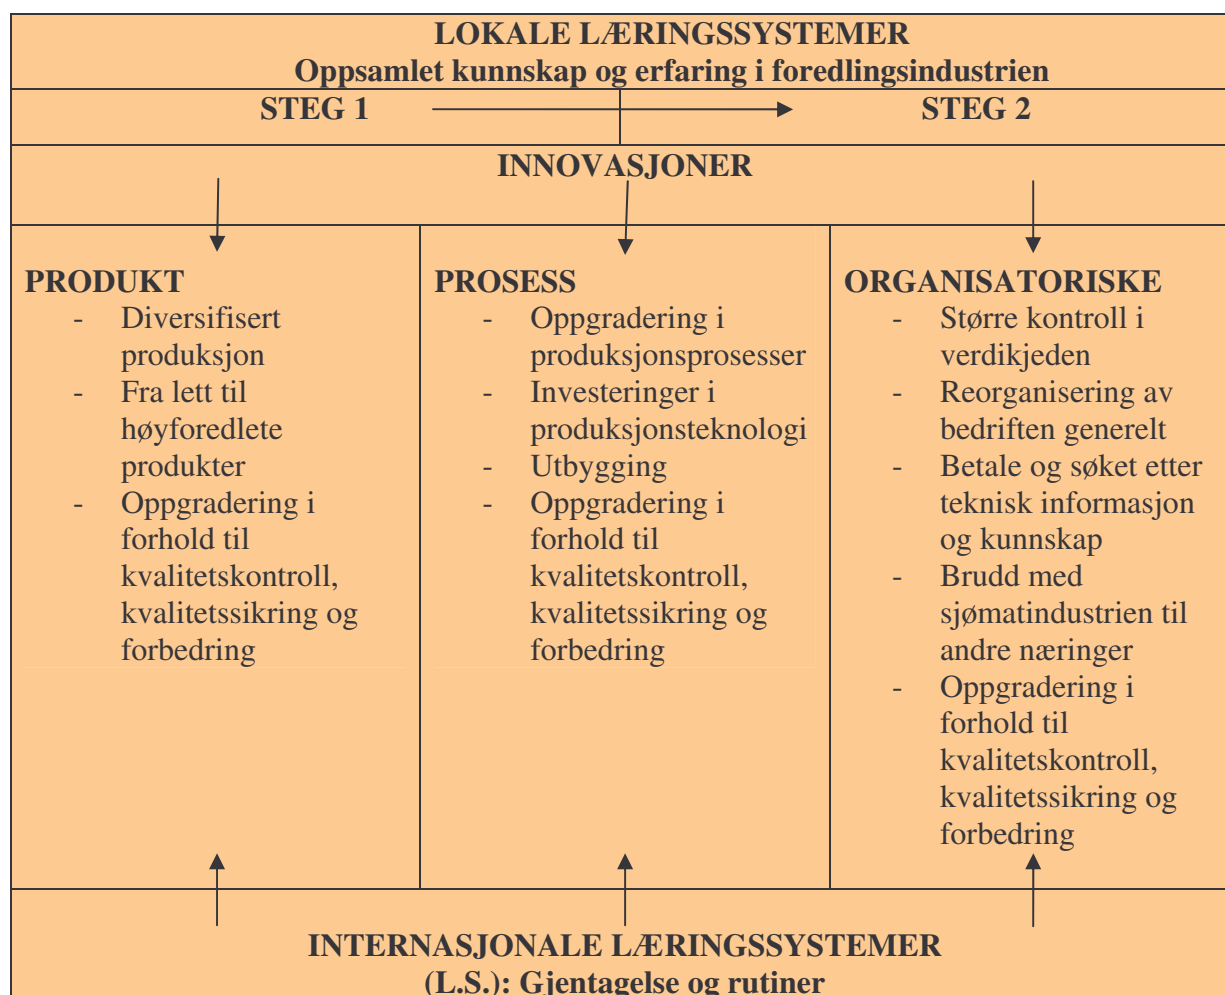 LOKALE LÆRINGSSYSTEMER
Oppsamlet kunnskap og erfaring i foredlingsindustrien
STEG 1
STEG 2
INNOVASJONER
PRODUKT
- Diversifisert
produksjon
- Fra lett til
høyforedlete
produkter
- Oppgradering i
forhold til
kvalitetskontroll,
kvalitetssikring og
forbedring
PROSESS
- Oppgradering i
produksjonsprosesser
- Investeringer i
produksjonsteknologi
- Utbygging
- Oppgradering i
forhold til
kvalitetskontroll,
kvalitetssikring og
forbedring
ORGANISATORISKE
- Større kontroll i
verdikjeden
- Reorganisering av
bedriften generelt
- Betale og søket etter
teknisk informasjon
og kunnskap
- Brudd med
sjømatindustrien til
andre næringer
- Oppgradering i
forhold til
kvalitetskontroll,
kvalitetssikring og
forbedring
INTERNASJONALE LÆRINGSSYSTEMER
(L.S.): Gjentagelse og rutiner